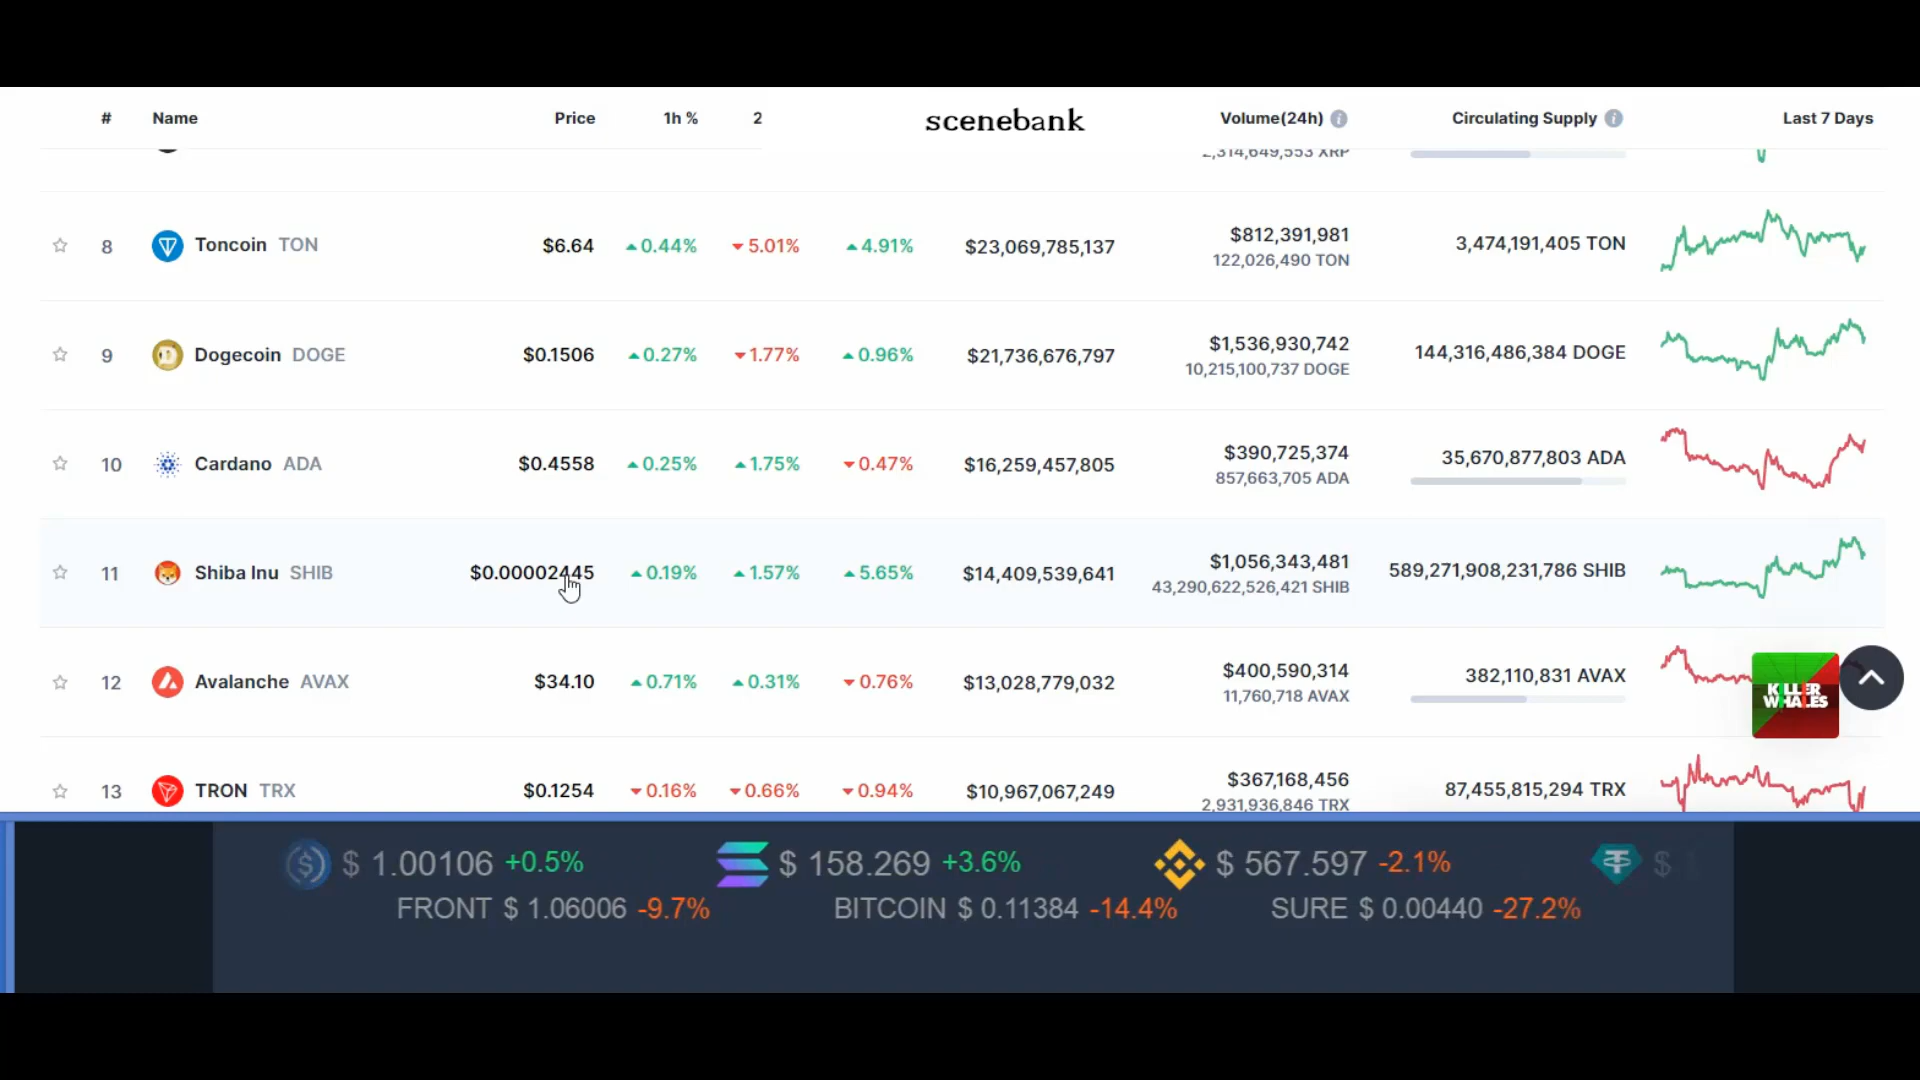 # Name Price 1h % 2 scenebank Volume(24h) Circulating Supply Last 7 Days
2,314,649,553 XRP
8 Toncoin TON $6.64 0.44% 5.01% 4.91% $23,069,785,137 $812,391,981 3,474,191,405 TON
122,026,490 TON
9 Dogecoin DOGE $0.1506 0.27% 1.77% 0.96% $21,736,676,797 $1,536,930,742 144,316,486,384 DOGE
10,215,100,737 DOGE
10 Cardano ADA $0.4558 0.25% 1.75% 0.47% $16,259,457,805 $390,725,374 35,670,877,803 ADA
857,663,705 ADA
11 Shiba Inu SHIB $0.00002445 0.19% 1.57% 5.65% $14,409,539,641 $1,056,343,481 589,271,908,231,786 SHIB
43,290,622,526,421 SHIB
12 Avalanche AVAX $34.10 0.71% 0.31% 0.76% $13,028,779,032 $400,590,314 382,110,831 AVAX
11,760,718 AVAX
KILLER
WHALES
13 TRON TRX $0.1254 0.16% 0.66% 0.94% $10,967,067,249 $367,168,456 87,455,815,294 TRX
2,931,936,846 TRX
$ 1.00106 +0.5% $ 158.269 +3.6% $ 567.597 -2.1% $
FRONT $ 1.06006 -9.7% BITCOIN $ 0.11384 -14.4% SURE $ 0.00440 -27.2%